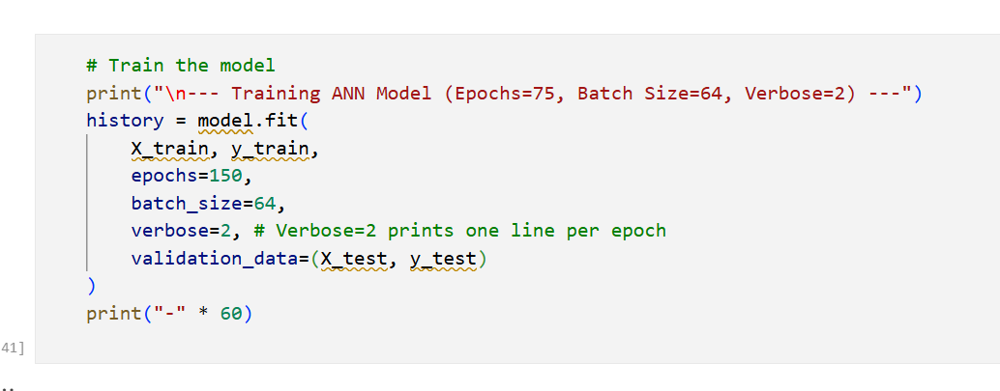 # Train the model
print("\n--- Training ANN Model (Epochs=75, Batch Size=64, Verbose=2) ---")
history = model.fit(
    X_train, y_train,
    epochs=150,
    batch_size=64,
    verbose=2, # Verbose=2 prints one line per epoch
    validation_data=(X_test, y_test)
)
print("-" * 60)
41]
..